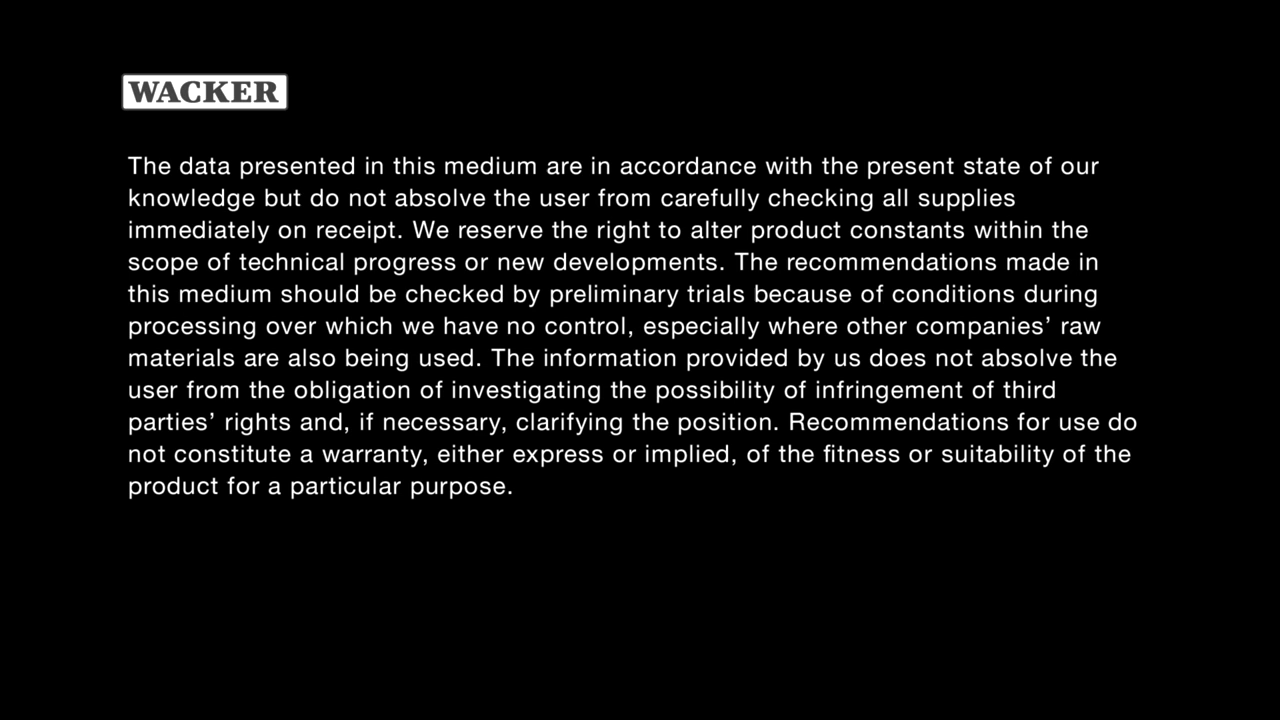 WACKER
The data presented in this medium are in accordance with the present state of our
knowledge but do not absolve the user from carefully checking all supplies
immediately on receipt. We reserve the right to alter product constants within the
scope of technical progress or new developments. The recommendations made in
this medium should be checked by preliminary trials because of conditions during
processing over which we have no control, especially where other companies’ raw
materials are also being used. The information provided by us does not absolve the
user from the obligation of investigating the possibility of infringement of third
parties’ rights and, if necessary, clarifying the position. Recommendations for use do
not constitute a warranty, either express or implied, of the fitness or suitability of the
product for a particular purpose.